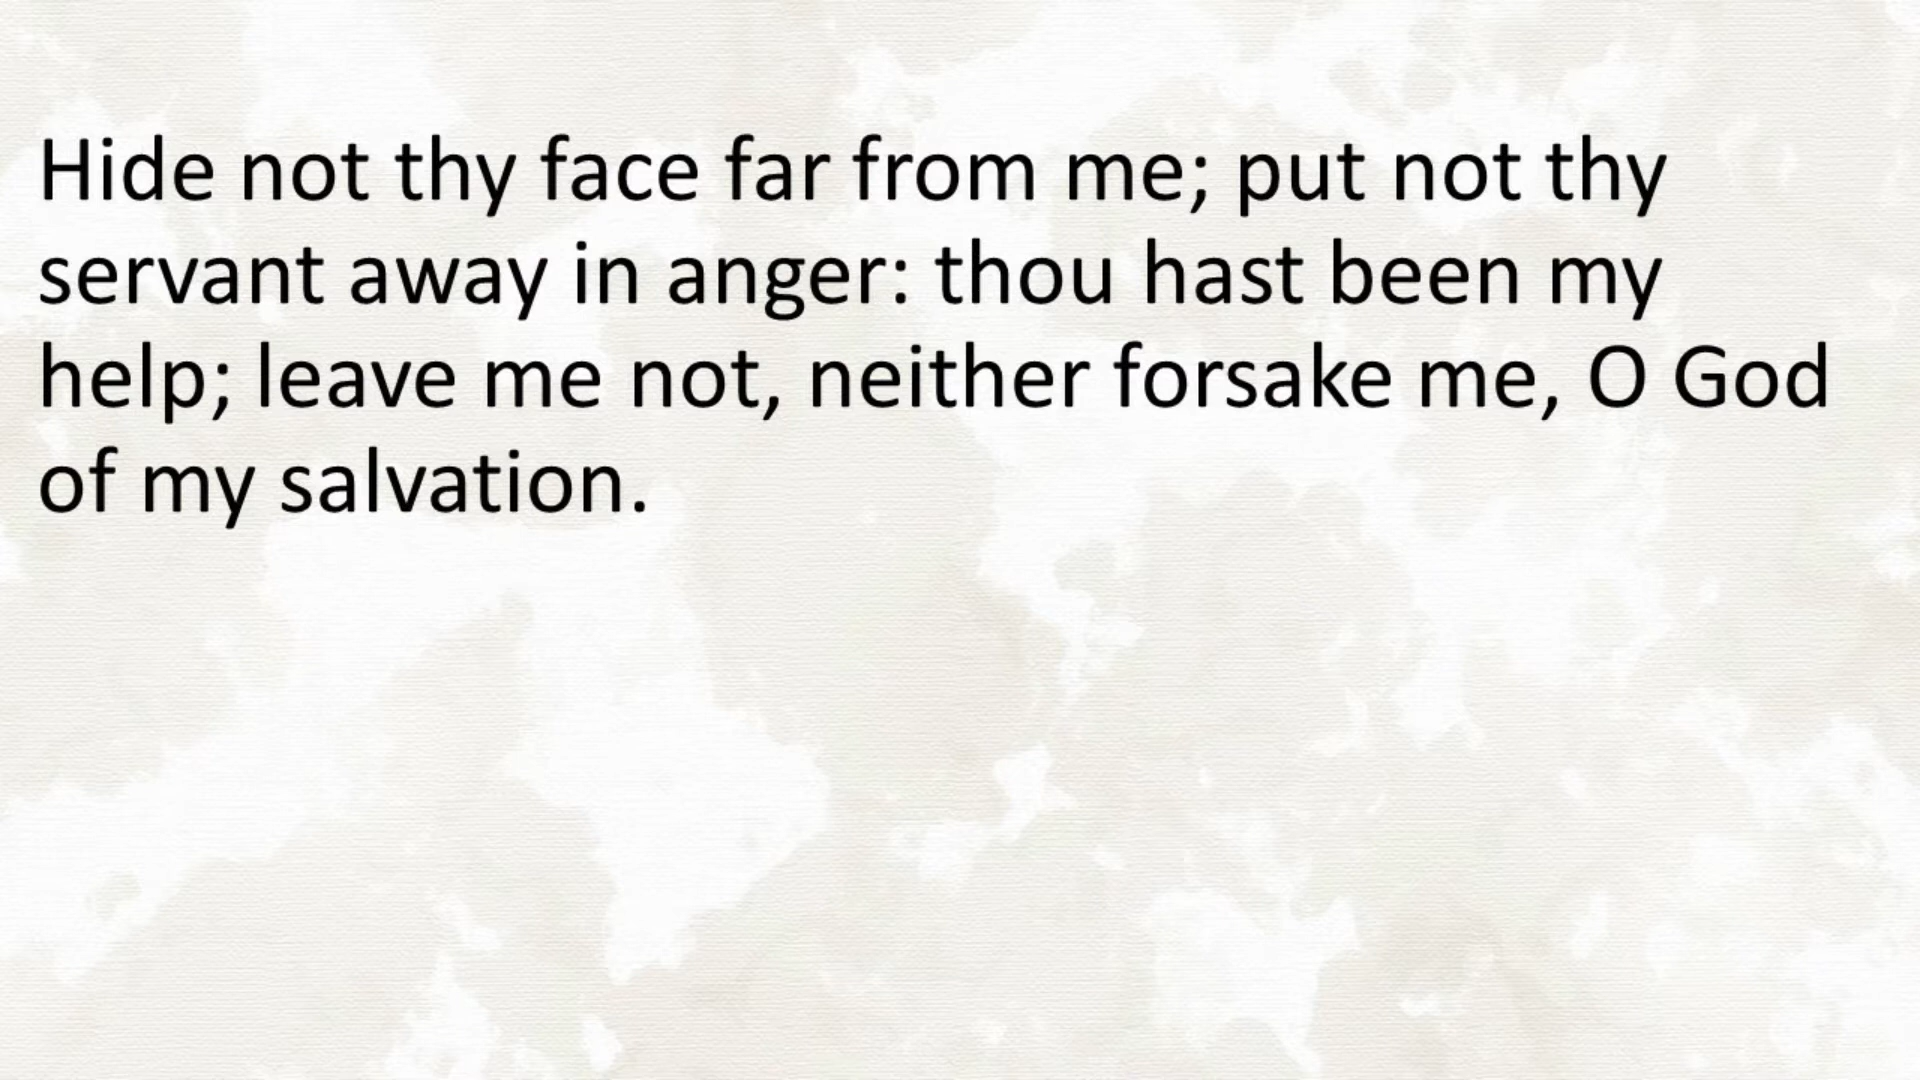 Hide not thy face far from me; put not thy
servant away in anger: thou hast been my
help; leave me not, neither forsake me, O God
of my salvation.